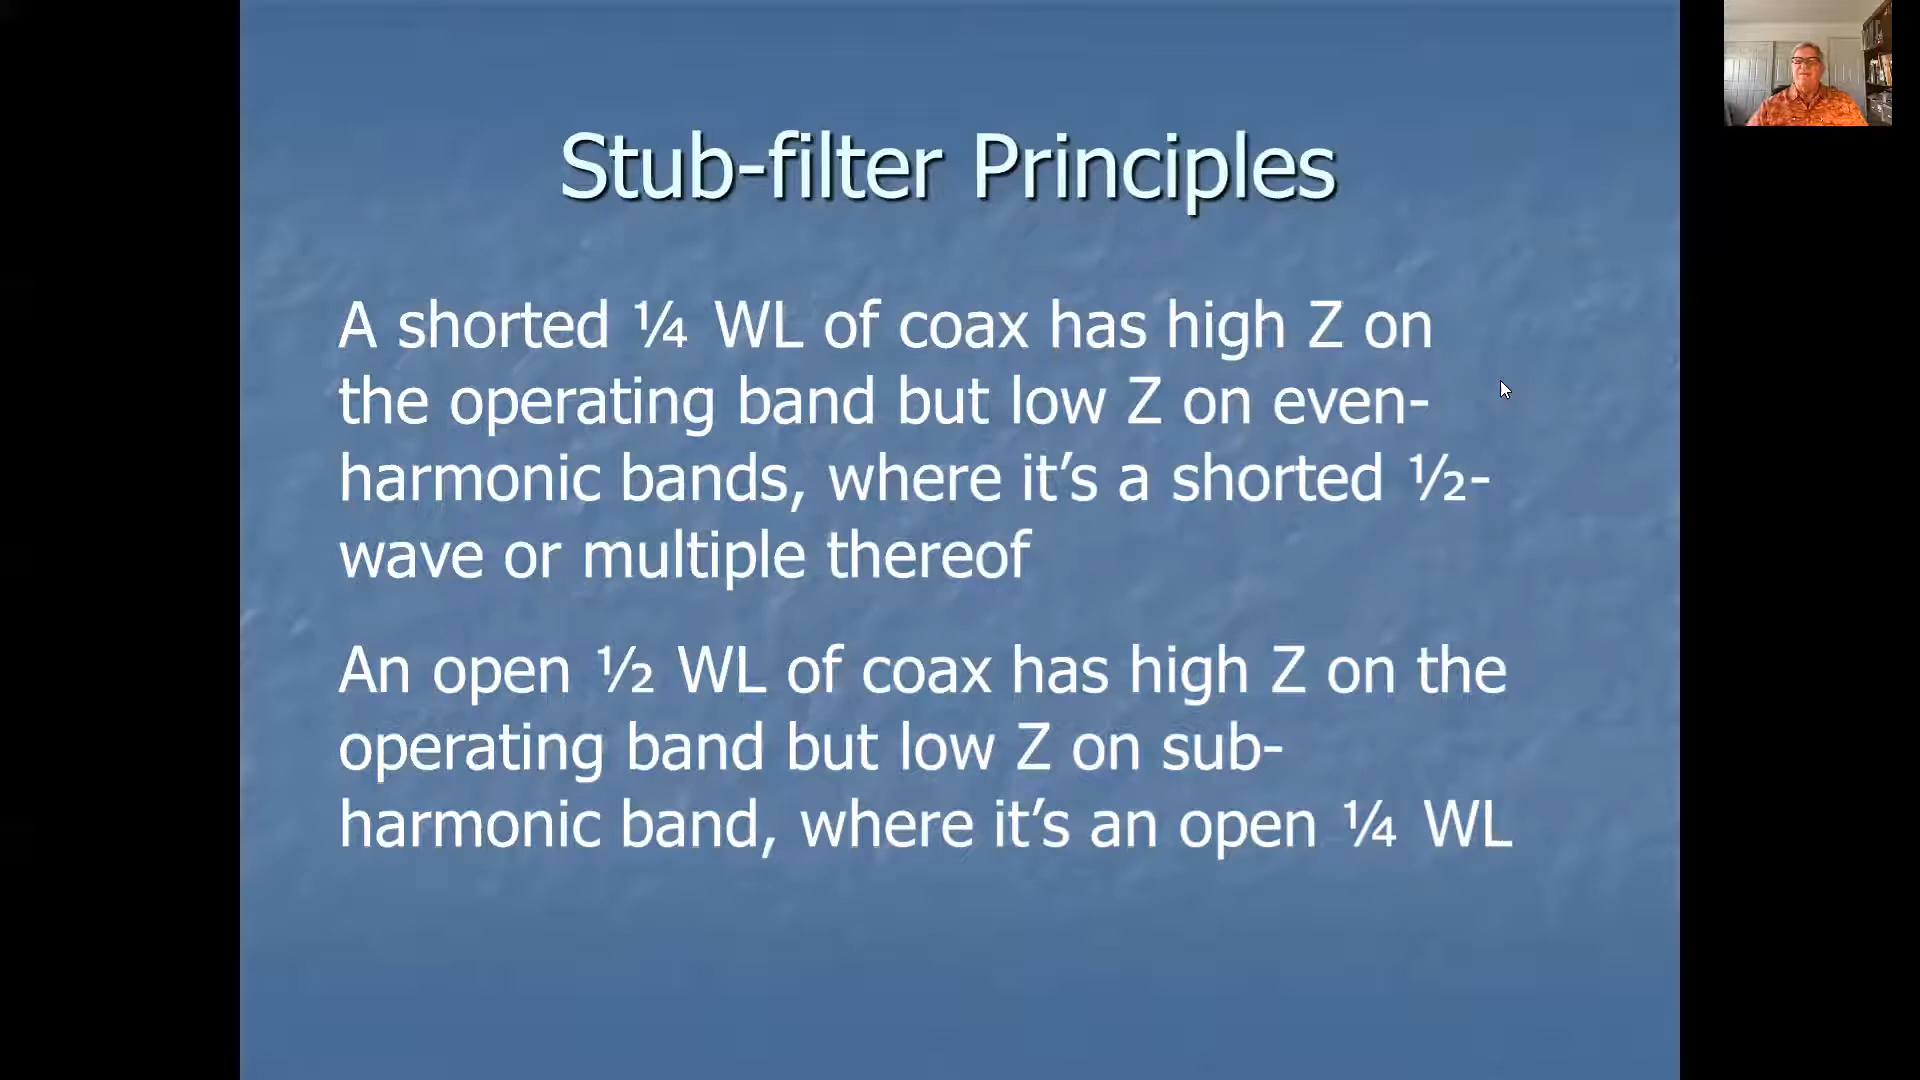 Stub-filter Principles
A shorted ¼ WL of coax has high Z on
the operating band but low Z on even-
harmonic bands, where it’s a shorted ½-
wave or multiple thereof
An open ½ WL of coax has high Z on the
operating band but low Z on sub-
harmonic band, where it’s an open ¼ WL